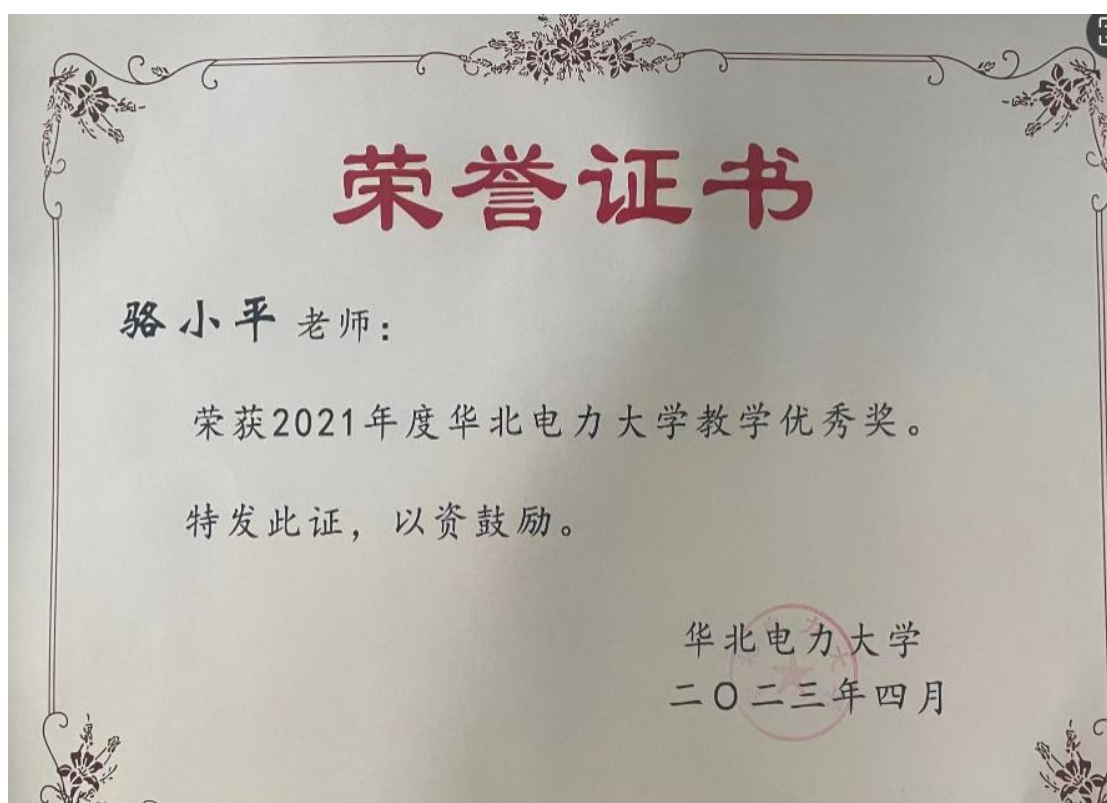 荣誉证书
骆小平 老师：
荣获2021年度华北电力大学教学优秀奖。
特发此证，以资鼓励。
华北电力大学
二〇二三年四月